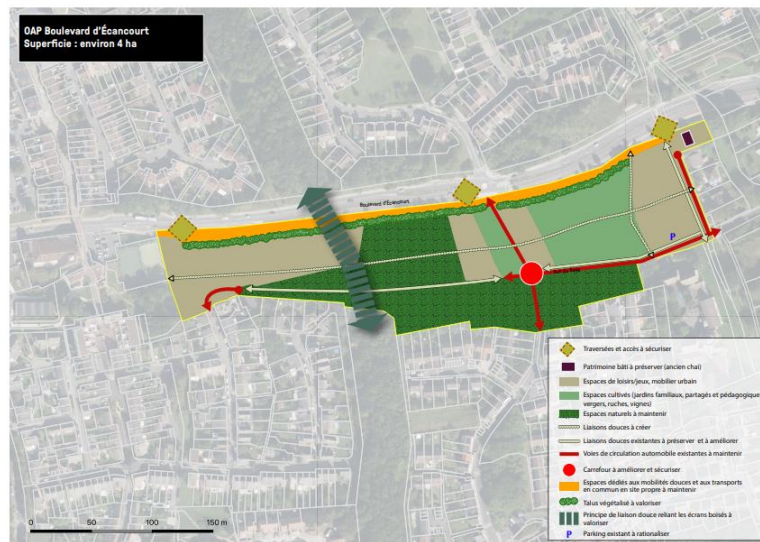 OAP Boulevard d'Écancourt
Superficie : environ 4 ha
Boulevard d'Écancourt
P
Traversées et accès à sécuriser
Patrimoine bâti à préserver (ancien chai)
Espaces de loisirs/jeux, mobilier urbain
Espaces cultivés (jardins familiaux, partagés et pédagogique
vergers, ruches, vignes)
Espaces naturels à maintenir
Liaisons douces à créer
Liaisons douces existantes à préserver et à améliorer
Voies de circulation automobile existantes à maintenir
Carrefour à améliorer et sécuriser
Espaces dédiés aux mobilités douces et aux transports
en commun en site propre à maintenir
Talus végétalisé à valoriser
Principe de liaison douce reliant les écrans boisés à
valoriser
P Parking existant à rationaliser
0 50 100 150 m